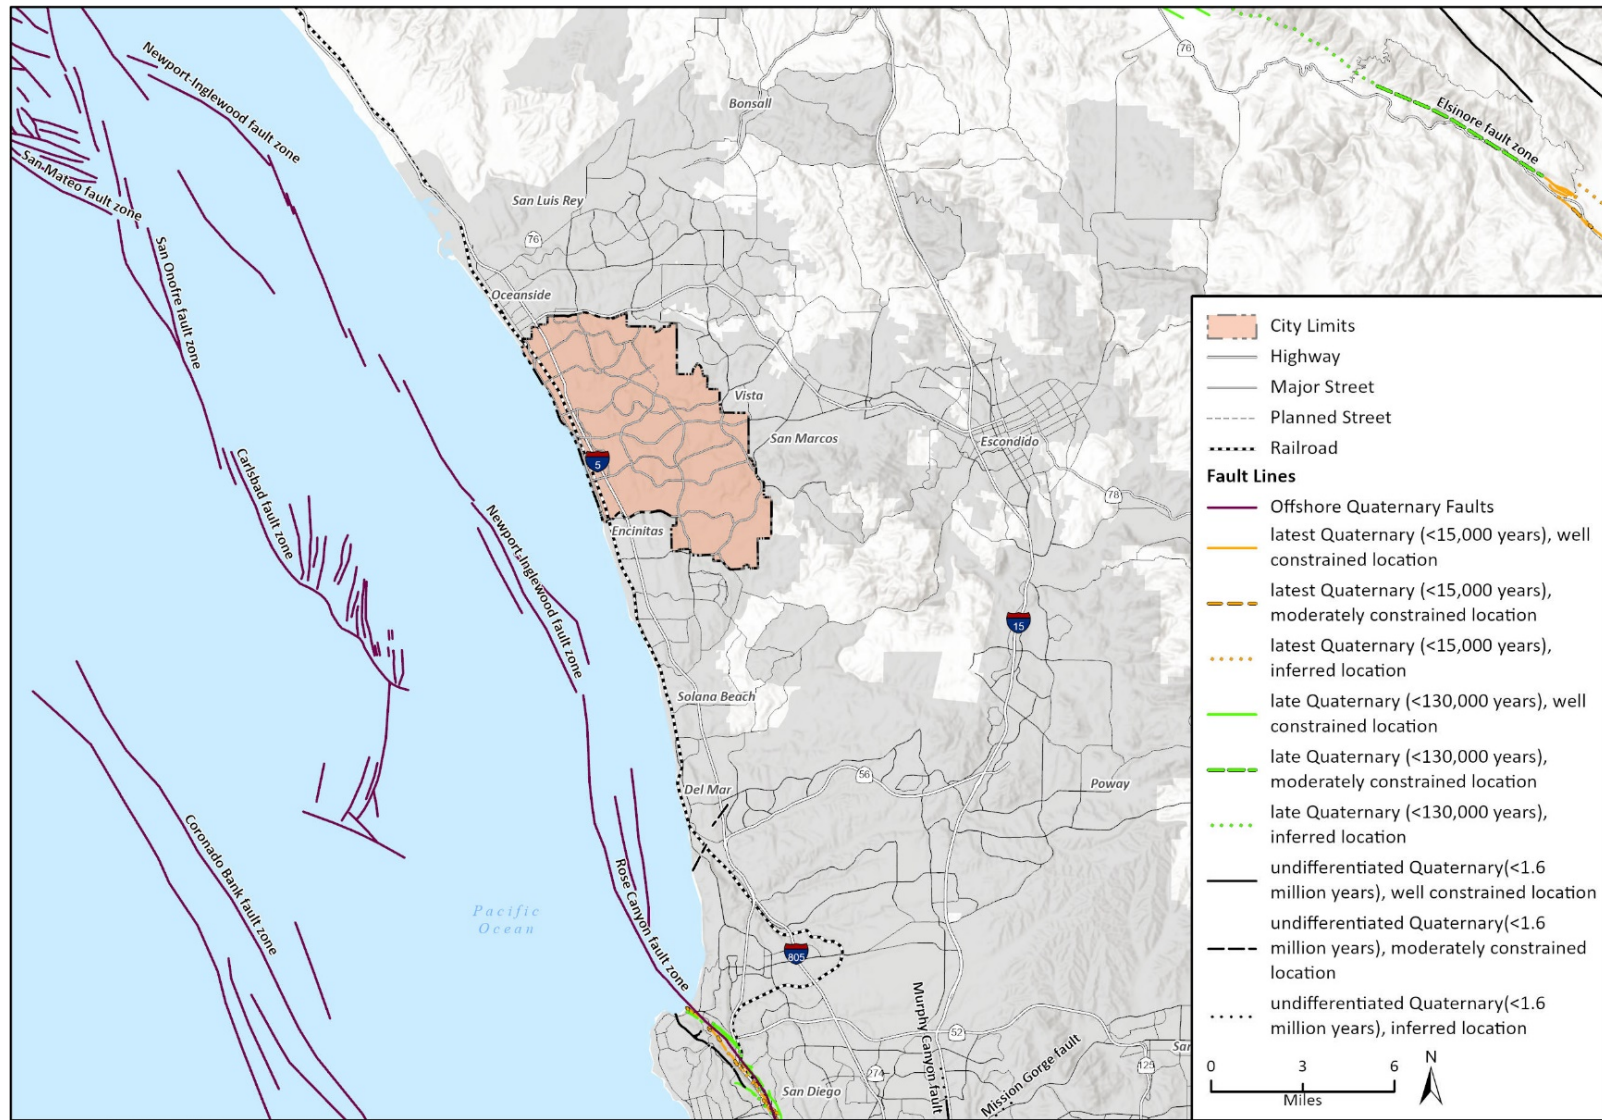 Newport-Inglewood fault zone
San Mateo fault zone
San Onofre fault zone
Carlsbad fault zone
Newport-Inglewood fault zone
Coronado Bank fault zone
Rose Canyon fault zone
Pacific
Ocean
Bonsall
San Luis Rey
76
Oceanside
Vista
San Marcos
5
Encinitas
Escondido
78
15
Solana Beach
Del Mar
56
Poway
805
Murphy Canyon fault
52
Mission Gorge fault
San Diego
274
125
San
76
Elsinore fault zone
City Limits
Highway
Major Street
Planned Street
Railroad
Fault Lines
Offshore Quaternary Faults
latest Quaternary (<15,000 years), well
constrained location
latest Quaternary (<15,000 years),
moderately constrained location
latest Quaternary (<15,000 years),
inferred location
late Quaternary (<130,000 years), well
constrained location
late Quaternary (<130,000 years),
moderately constrained location
late Quaternary (<130,000 years),
inferred location
undifferentiated Quaternary(<1.6
million years), well constrained location
undifferentiated Quaternary(<1.6
million years), moderately constrained
location
undifferentiated Quaternary(<1.6
million years), inferred location
0 3 6
Miles
N